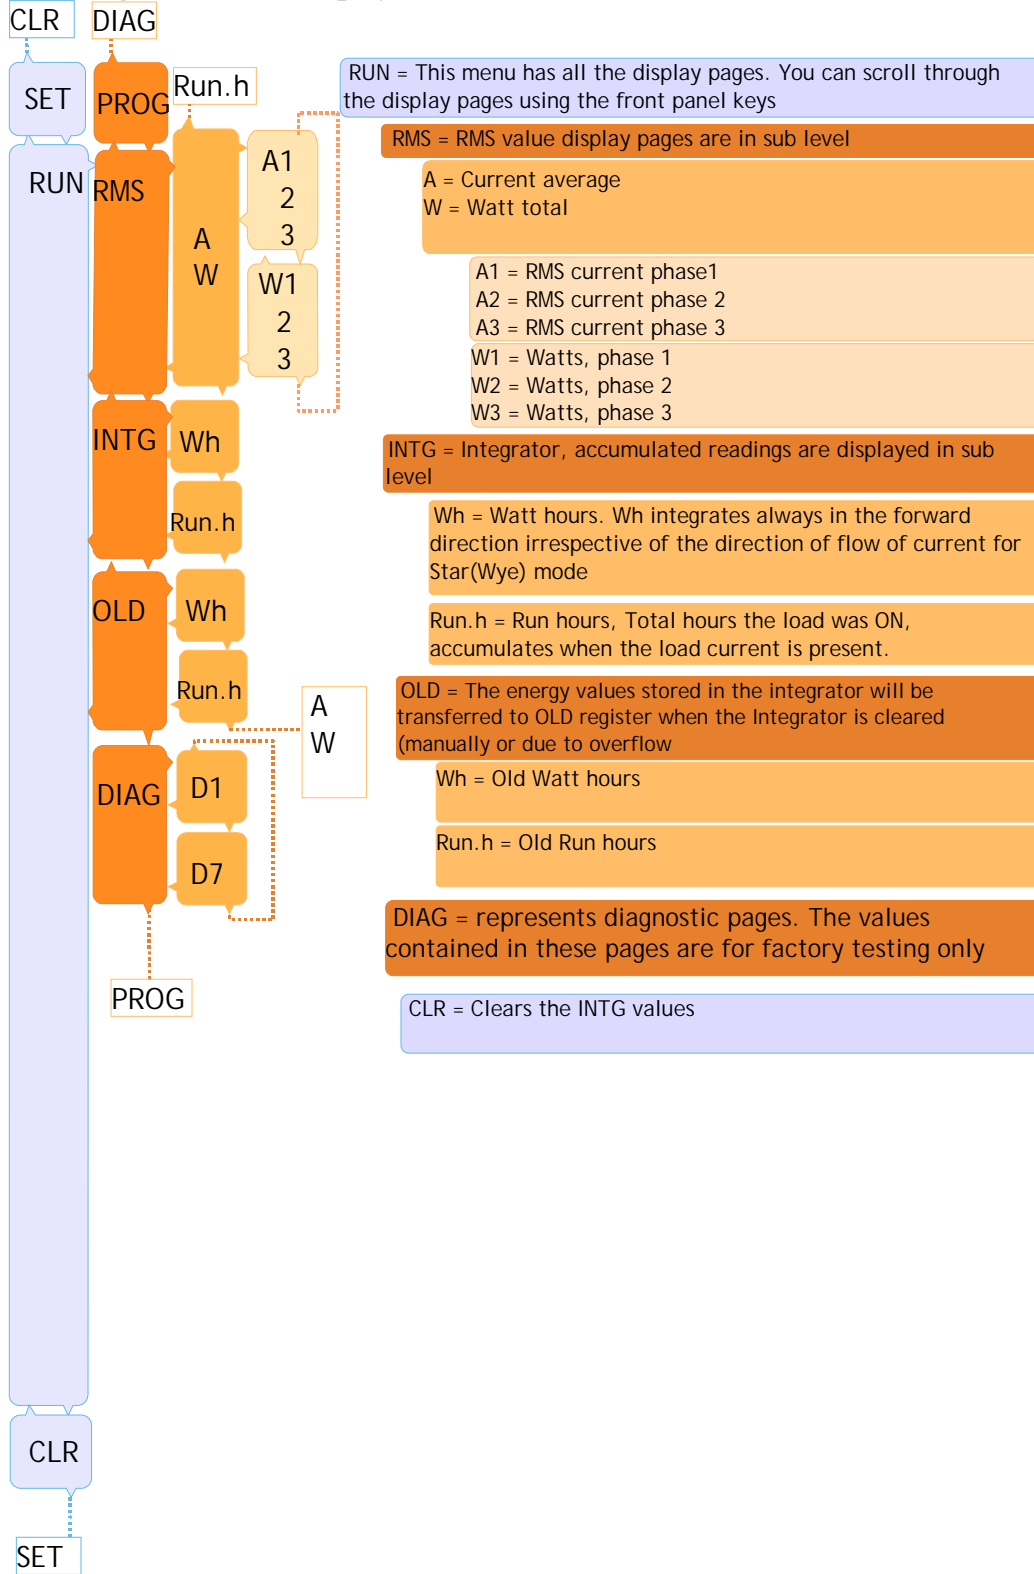 CLR
DIAG
SET
PROG
Run.h
RUN
RMS
A
W
A1
2
3
W1
2
3
INTG
Wh
Run.h
OLD
Wh
Run.h
A
W
DIAG
D1
D7
PROG
CLR
SET
RUN = This menu has all the display pages. You can scroll through
the display pages using the front panel keys
RMS = RMS value display pages are in sub level
A = Current average
W = Watt total
A1 = RMS current phase1
A2 = RMS current phase 2
A3 = RMS current phase 3
W1 = Watts, phase 1
W2 = Watts, phase 2
W3 = Watts, phase 3
INTG = Integrator, accumulated readings are displayed in sub
level
Wh = Watt hours. Wh integrates always in the forward
direction irrespective of the direction of flow of current for
Star(Wye) mode
Run.h = Run hours, Total hours the load was ON,
accumulates when the load current is present.
OLD = The energy values stored in the integrator will be
transferred to OLD register when the Integrator is cleared
(manually or due to overflow
Wh = Old Watt hours
Run.h = Old Run hours
DIAG = represents diagnostic pages. The values
contained in these pages are for factory testing only
CLR = Clears the INTG values